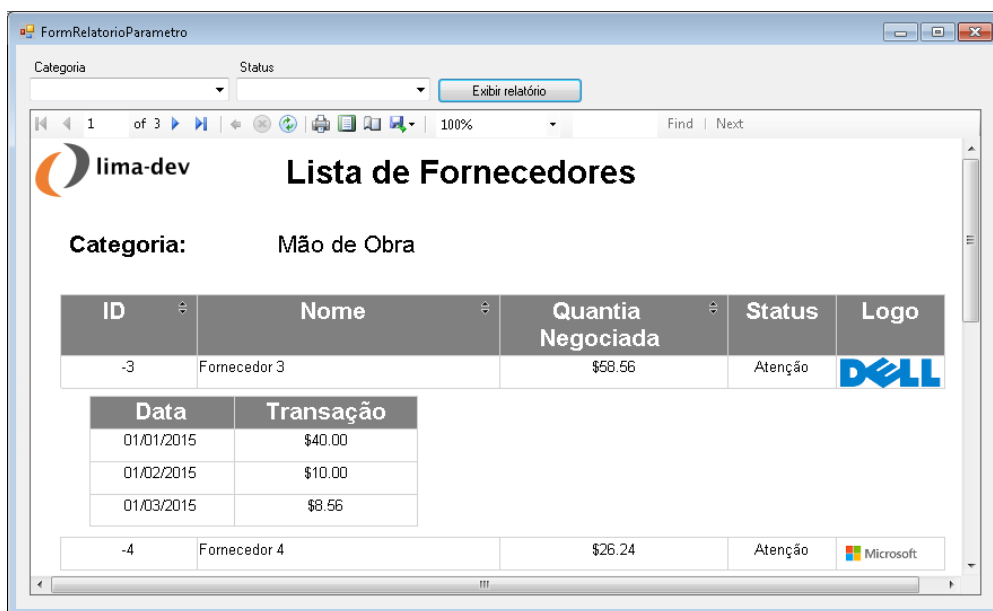 FormRelatorioParametro
Categoria Status
Exibir relatório
1 of 3 100% Find | Next
lima-dev Lista de Fornecedores
Categoria: Mão de Obra
ID Nome Quantia Negociada Status Logo
-3 Fornecedor 3 $58.56 Atenção DELL
Data Transação
01/01/2015 $40.00
01/02/2015 $10.00
01/03/2015 $8.56
-4 Fornecedor 4 $26.24 Atenção Microsoft